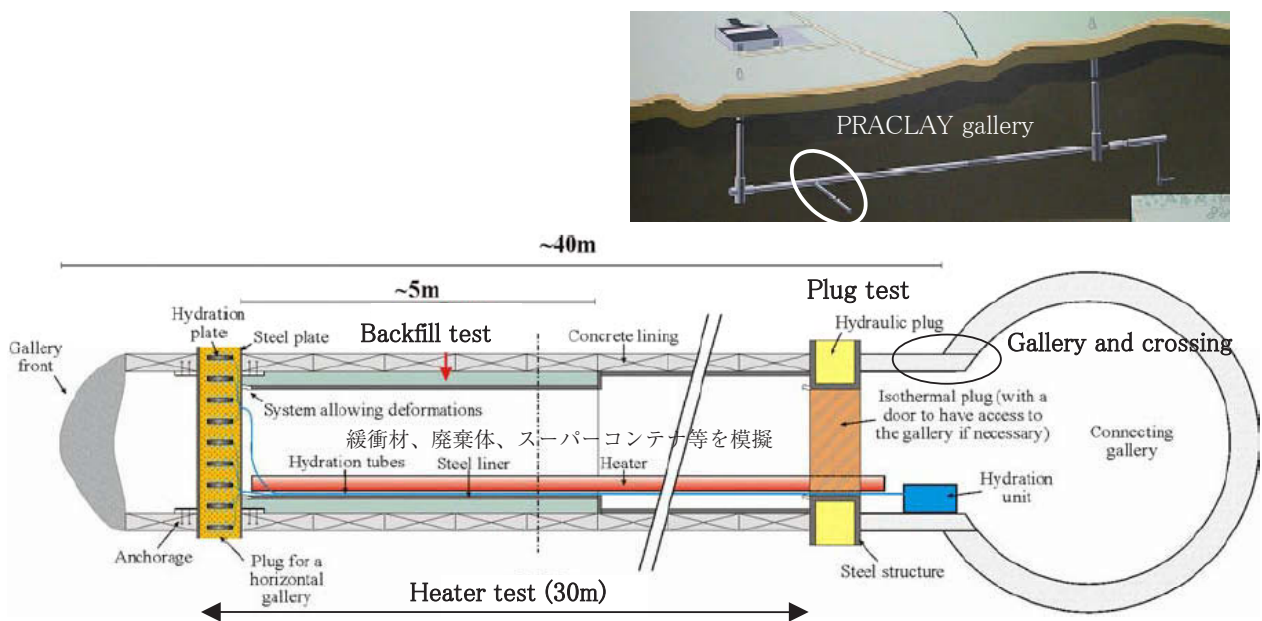 PRACLAY gallery
~40m
~5m
Plug test
Hydration
plate
Steel plate
Backfill test
Concrete lining
Hydraulic plug
Gallery
front
Gallery and crossing
System allowing deformations
Isothermal plug (with a
door to have access to
the gallery if necessary)
緩衝材、廃棄体、スーパーコンテナ等を模擬
Connecting
gallery
Hydration tubes
Steel liner
Heater
Hydration
unit
Anchorage
Plug for a
horizontal
gallery
Steel structure
Heater test (30m)